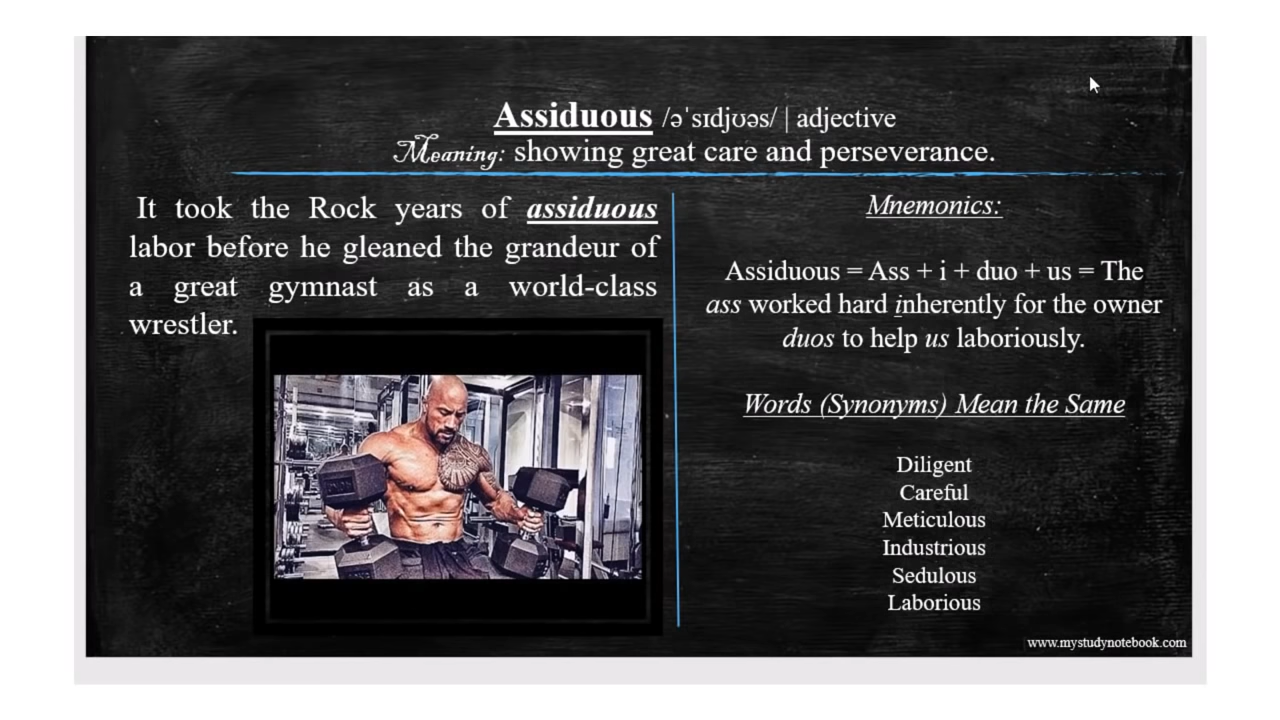 Assiduous /əˈsɪdjʊəs/ | adjective
Meaning: showing great care and perseverance.
It took the Rock years of assiduous
labor before he gleaned the grandeur of
a great gymnast as a world-class
wrestler.
Mnemonics:
Assiduous = Ass + i + duo + us = The
ass worked hard inherently for the owner
duos to help us laboriously.
Words (Synonyms) Mean the Same
Diligent
Careful
Meticulous
Industrious
Sedulous
Laborious
www.mystudynotebook.com